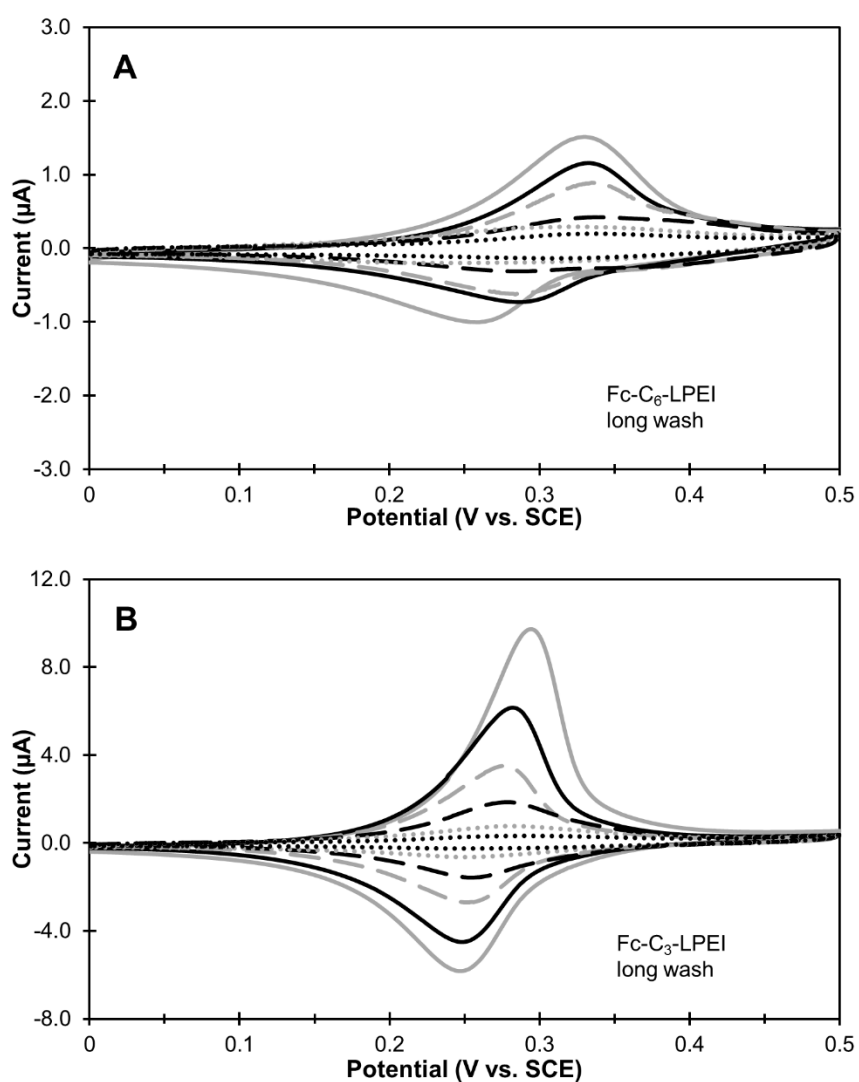 A
3.0
2.0
1.0
0.0
-1.0
-2.0
-3.0
Current (µA)
Fc-C₆-LPEI
long wash
0 0.1 0.2 0.3 0.4 0.5
Potential (V vs. SCE)
B
12.0
8.0
4.0
0.0
-4.0
-8.0
Current (µA)
Fc-C₃-LPEI
long wash
0 0.1 0.2 0.3 0.4 0.5
Potential (V vs. SCE)